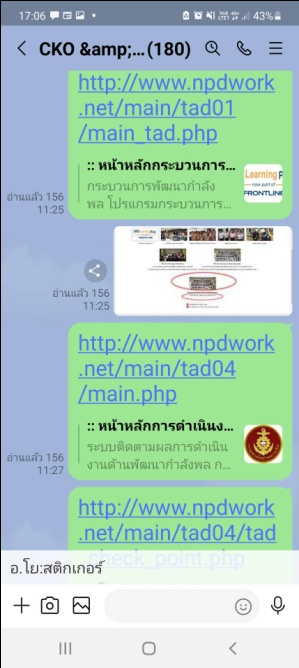 17:06
43%
CKO &amp;...(180)
http://www.npdwork
.net/main/tad01
/main_tad.php
:: หน้าหลักกระบวนการ...
กระบวนการพัฒนากำลัง
พล โปรแกรมกระบวนการ...
Learning P
now part of
FRONTLINE
อ่านแล้ว 156
11:25
อ่านแล้ว 156
11:25
http://www.npdwork
.net/main/tad04
/main.php
:: หน้าหลักการดำเนินง...
ระบบติดตามผลการดำเนิน
งานด้านพัฒนากำลังพล ก...
อ่านแล้ว 156
11:27
http://www.npdwork
.net/main/tad04/tad
_check_point.php
อ.โย:สติกเกอร์